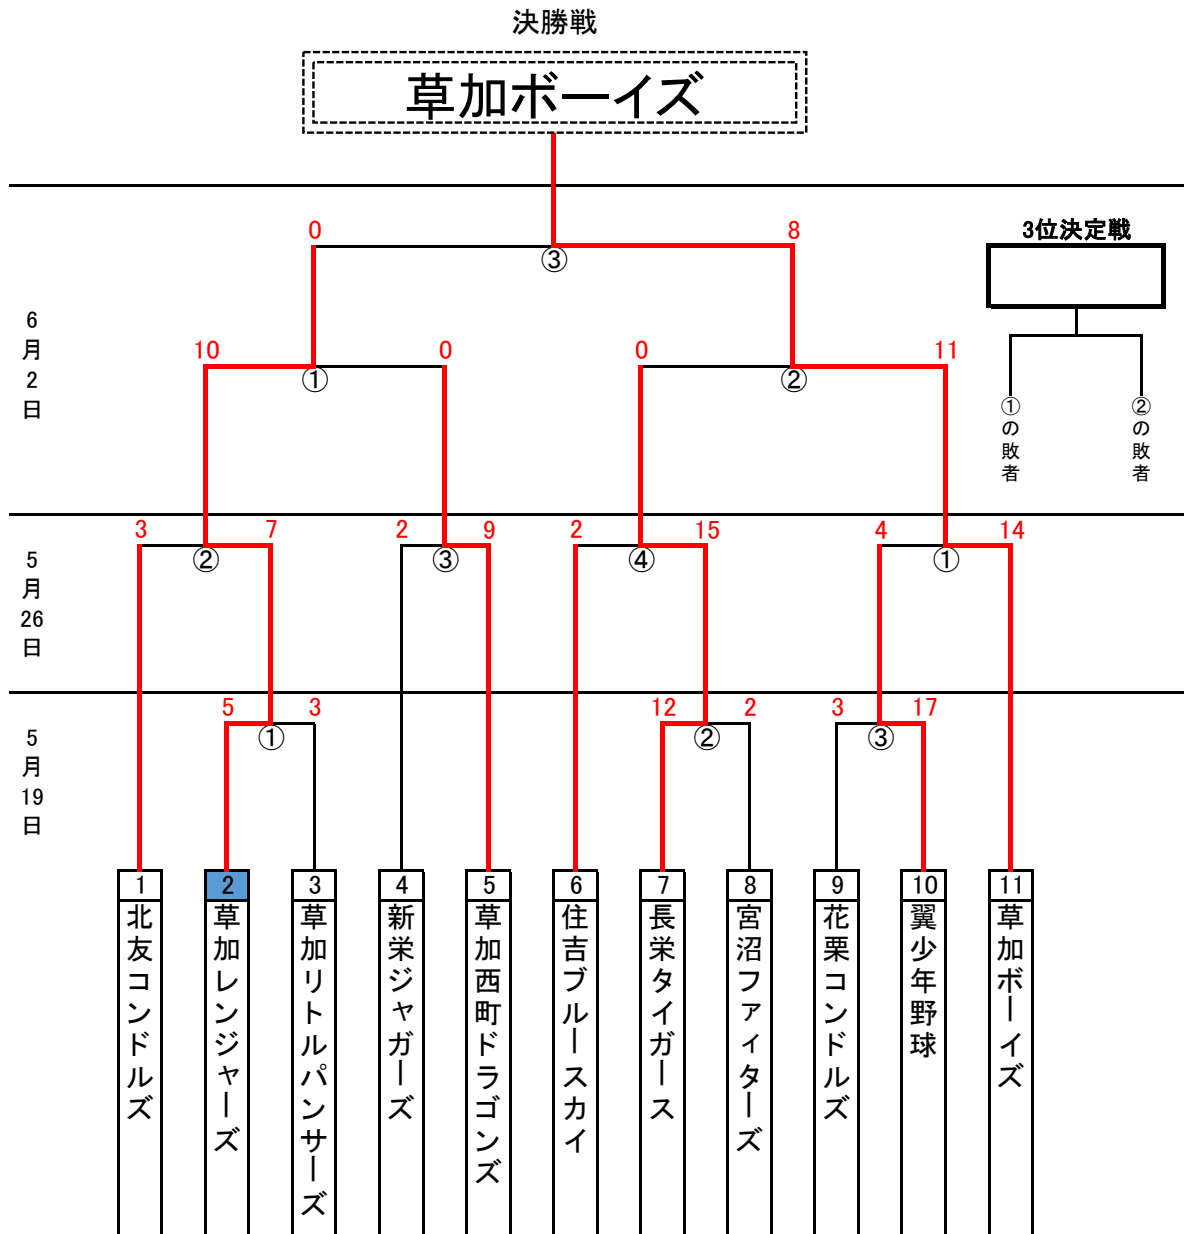 決勝戦
草加ボーイズ
0
8
③
3位決定戦
6月2日
10
0
0
11
①
②
①の敗者
②の敗者
3
7
2
9
2
15
4
14
②
③
④
①
5月26日
5
3
12
2
3
17
①
②
③
5月19日
1
2
3
4
5
6
7
8
9
10
11
北友コンドルズ
草加レンジャーズ
草加リトルパンサーズ
新栄ジャガーズ
草加西町ドラゴンズ
住吉ブルースカイ
長栄タイガース
宮沼ファイターズ
花栗コンドルズ
翼少年野球
草加ボーイズ